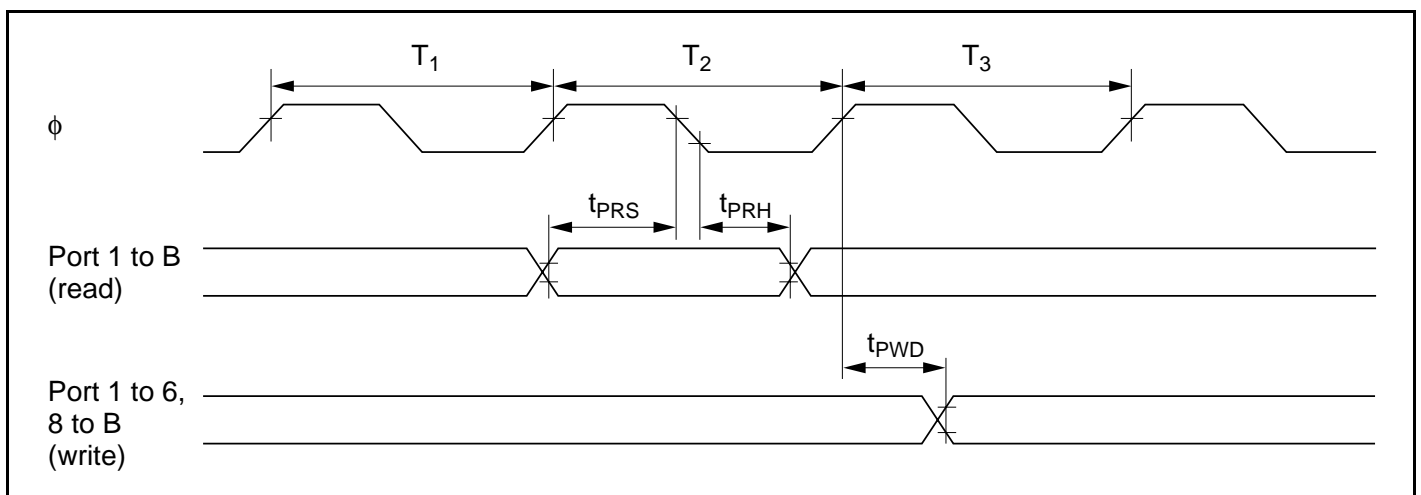 T1 T2 T3
ϕ
tPRS tPRH
Port 1 to B
(read)
tPWD
Port 1 to 6,
8 to B
(write)